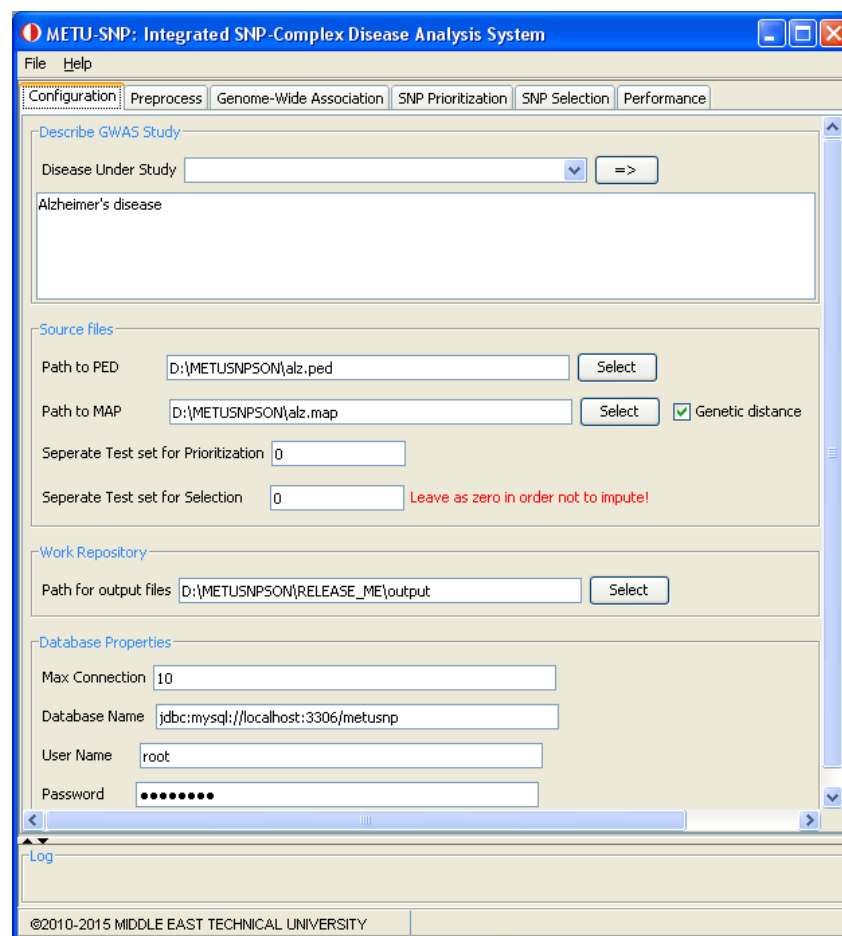 METU-SNP: Integrated SNP-Complex Disease Analysis System
File Help
Configuration Preprocess Genome-Wide Association SNP Prioritization SNP Selection Performance
Describe GWAS Study
Disease Under Study =>
Alzheimer's disease
Source files
Path to PED D:\METUSNPSON\alz.ped Select
Path to MAP D:\METUSNPSON\alz.map Select Genetic distance
Seperate Test set for Prioritization 0
Seperate Test set for Selection 0 Leave as zero in order not to impute!
Work Repository
Path for output files D:\METUSNPSON\RELEASE_ME\output Select
Database Properties
Max Connection 10
Database Name jdbc:mysql://localhost:3306/metusnp
User Name root
Password ●●●●●●●●
Log
©2010-2015 MIDDLE EAST TECHNICAL UNIVERSITY